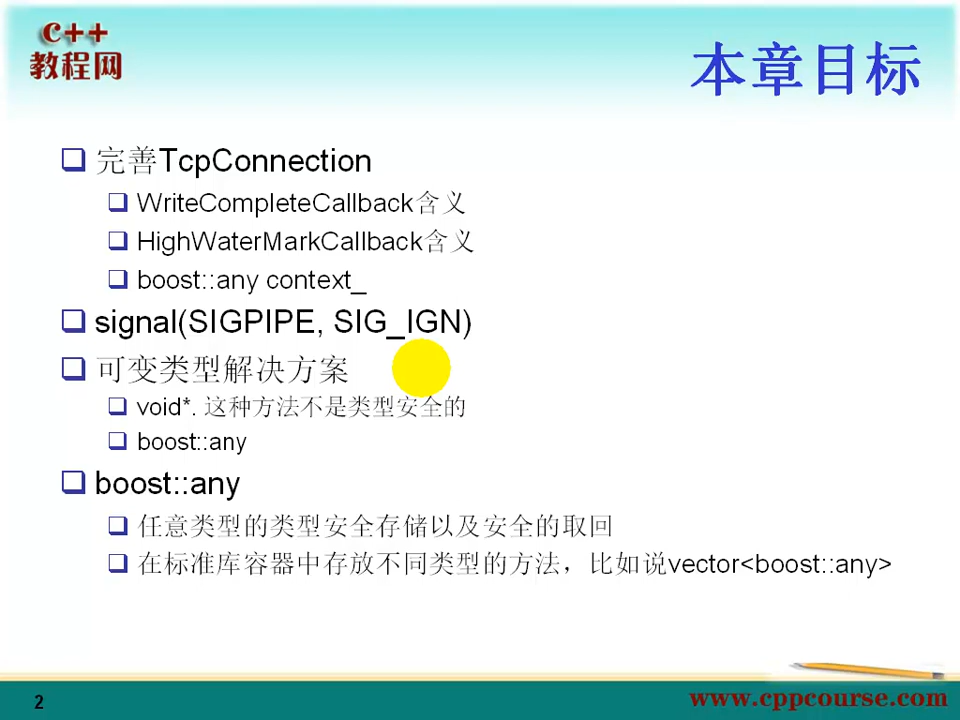 c++
教程网
本章目标
完善TcpConnection
WriteCompleteCallback含义
HighWaterMarkCallback含义
boost::any context_
signal(SIGPIPE, SIG_IGN)
可变类型解决方案
void*. 这种方法不是类型安全的
boost::any
boost::any
任意类型的类型安全存储以及安全的取回
在标准库容器中存放不同类型的方法，比如说vector<boost::any>
2
www.cppcourse.com